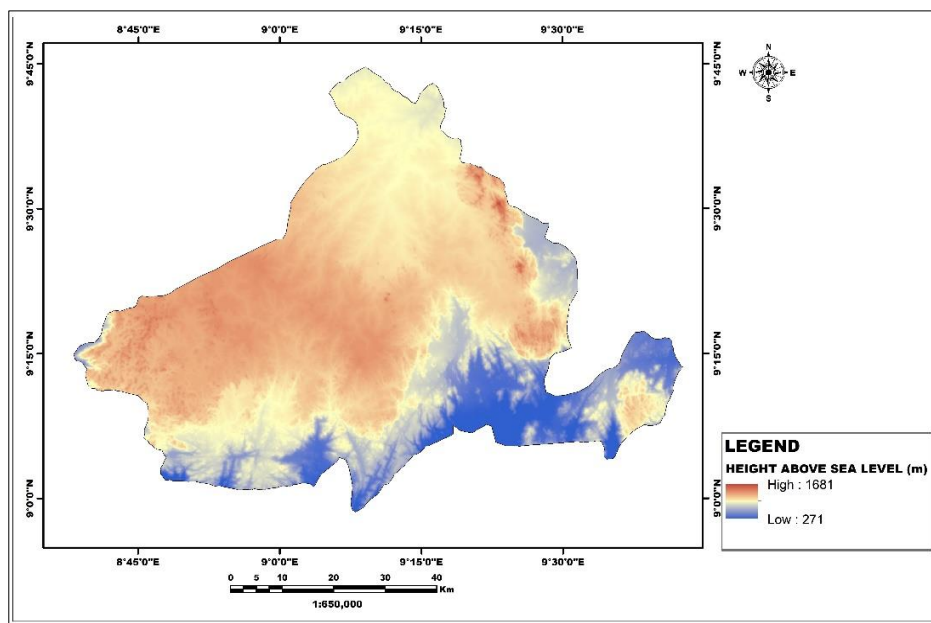 8°45'0"E 9°0'0"E 9°15'0"E 9°30'0"E
9°45'0"N 9°45'0"N
N
W E
S
9°30'0"N 9°30'0"N
9°15'0"N 9°15'0"N
LEGEND
HEIGHT ABOVE SEA LEVEL (m)
High : 1681
Low : 271
9°0'0"N 9°0'0"N
8°45'0"E 9°0'0"E 9°15'0"E 9°30'0"E
0 5 10 20 30 40
Km
1:650,000